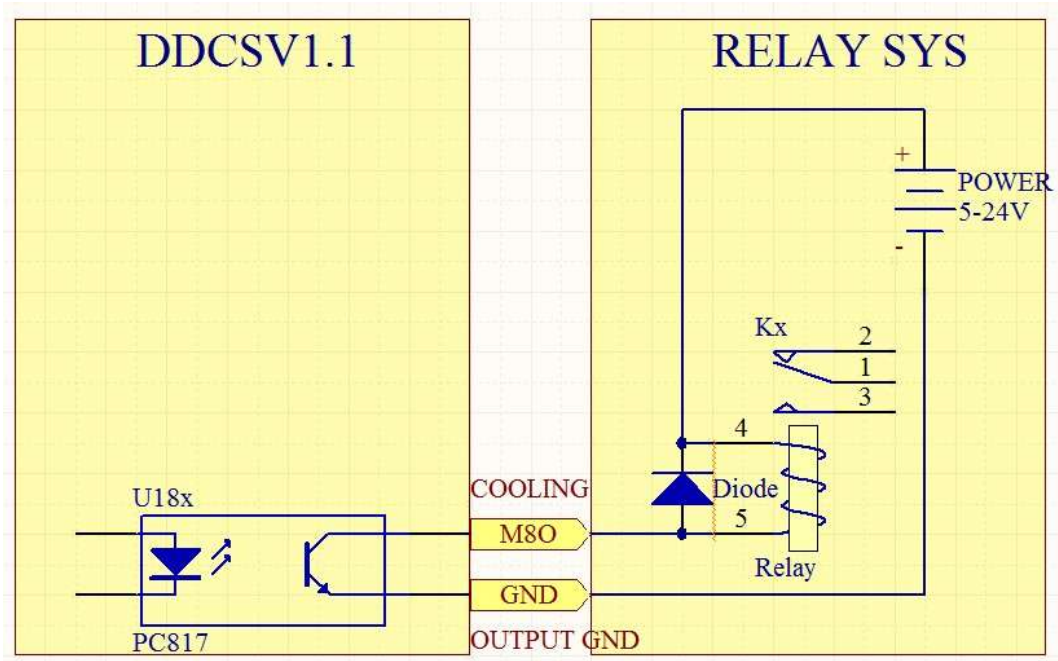 DDCSV1.1
RELAY SYS
+
POWER
5-24V
-
Kx
2
1
3
4
COOLING
Diode
U18x
5
M8O
Relay
GND
PC817
OUTPUT GND